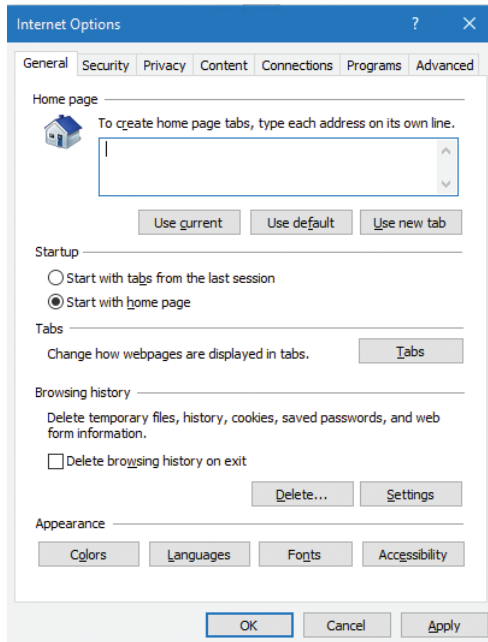 Internet Options ? ×
General Security Privacy Content Connections Programs Advanced
Home page
To create home page tabs, type each address on its own line.
Use current Use default Use new tab
Startup
Start with tabs from the last session
Start with home page
Tabs
Change how webpages are displayed in tabs. Tabs
Browsing history
Delete temporary files, history, cookies, saved passwords, and web
form information.
Delete browsing history on exit
Delete... Settings
Appearance
Colors Languages Fonts Accessibility
OK Cancel Apply